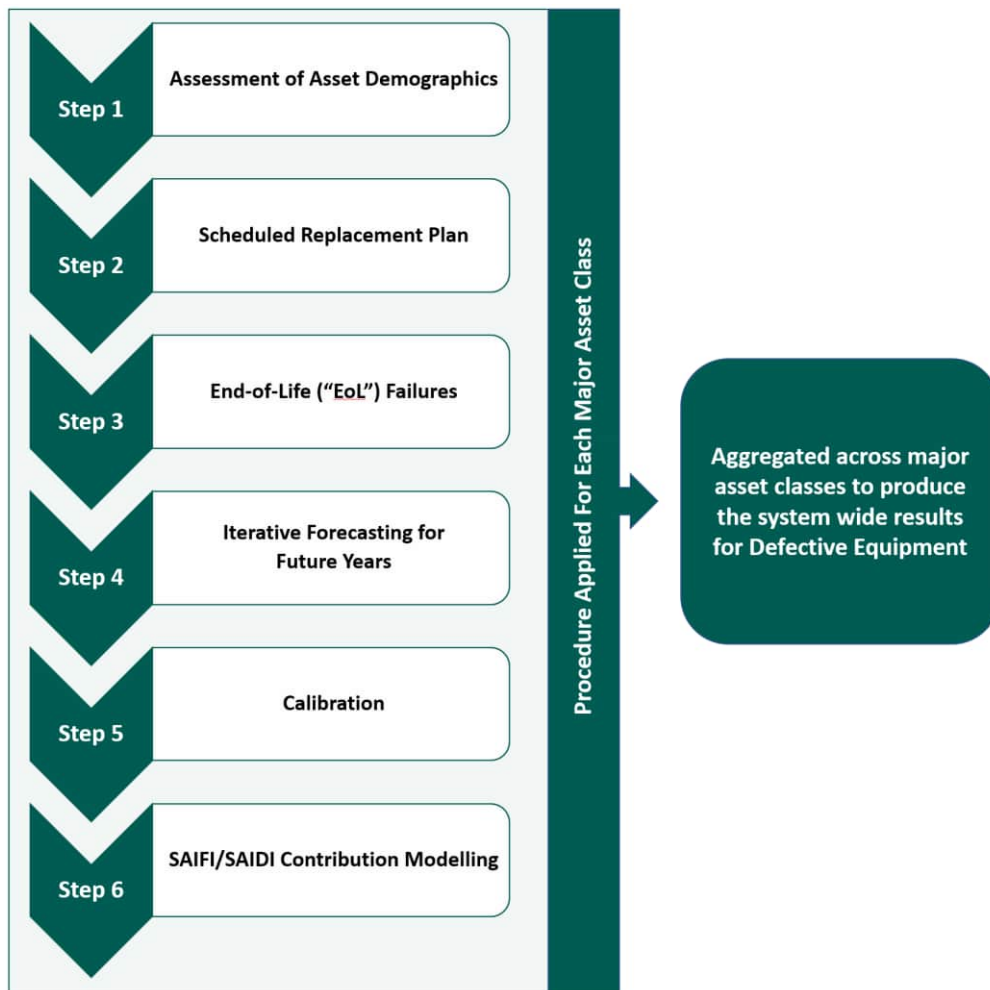 Step 1
Assessment of Asset Demographics
Step 2
Scheduled Replacement Plan
Step 3
End-of-Life (“EoL”) Failures
Step 4
Iterative Forecasting for
Future Years
Step 5
Calibration
Step 6
SAIFI/SAIDI Contribution Modelling
Procedure Applied For Each Major Asset Class
Aggregated across major
asset classes to produce
the system wide results
for Defective Equipment